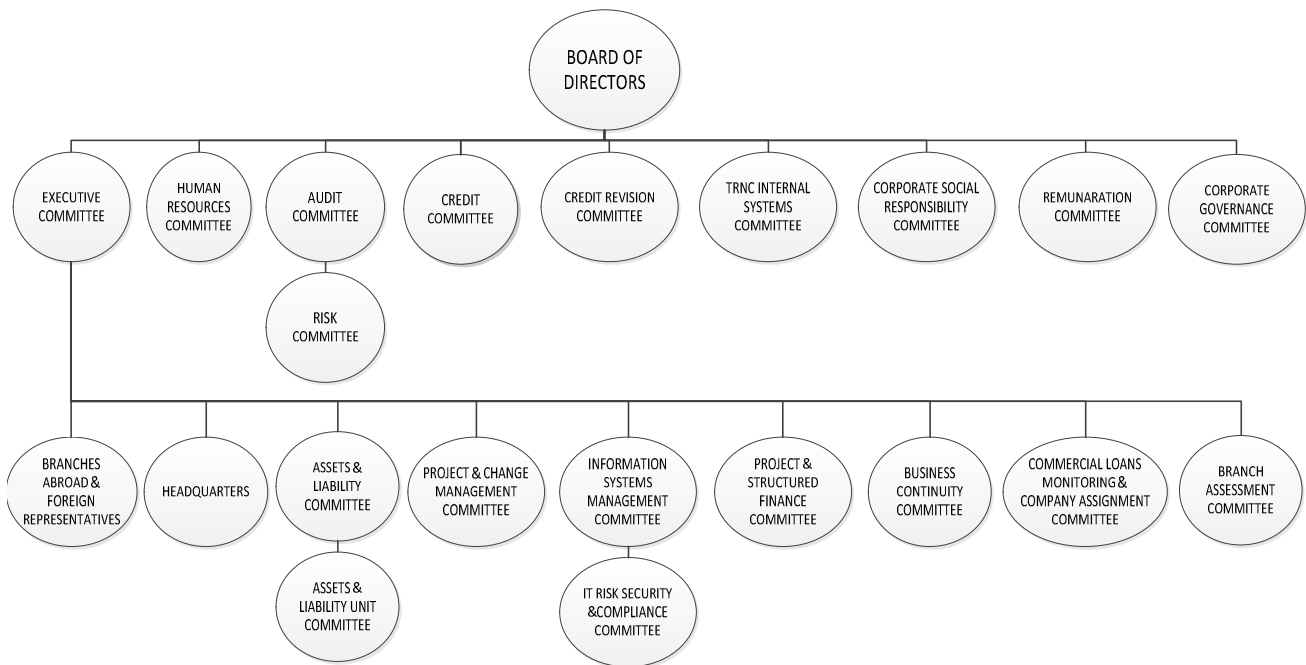 BOARD OF
DIRECTORS
EXECUTIVE
COMMITTEE
HUMAN
RESOURCES
COMMITTEE
AUDIT
COMMITTEE
CREDIT
COMMITTEE
CREDIT REVISION
COMMITTEE
TRNC INTERNAL
SYSTEMS
COMMITTEE
CORPORATE SOCIAL
RESPONSIBILITY
COMMITTEE
REMUNARATION
COMMITTEE
CORPORATE
GOVERNANCE
COMMITTEE
RISK
COMMITTEE
BRANCHES
ABROAD &
FOREIGN
REPRESENTATIVES
HEADQUARTERS
ASSETS &
LIABILITY
COMMITTEE
PROJECT & CHANGE
MANAGEMENT
COMMITTEE
INFORMATION
SYSTEMS
MANAGEMENT
COMMITTEE
PROJECT &
STRUCTURED
FINANCE
COMMITTEE
BUSINESS
CONTINUITY
COMMITTEE
COMMERCIAL LOANS
MONITORING &
COMPANY ASSIGNMENT
COMMITTEE
BRANCH
ASSESSMENT
COMMITTEE
ASSETS &
LIABILITY UNIT
COMMITTEE
IT RISK SECURITY
&COMPLIANCE
COMMITTEE